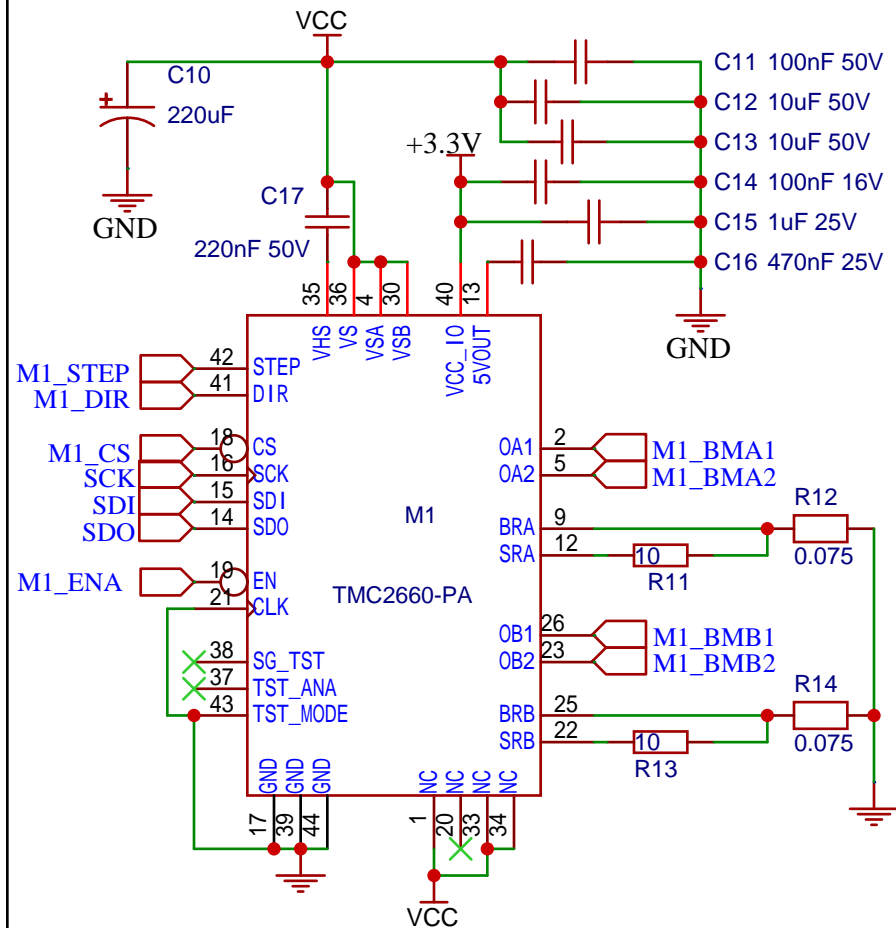 VCC
C10
220uF
+
GND
C17
220nF 50V
+3.3V
C11 100nF 50V
C12 10uF 50V
C13 10uF 50V
C14 100nF 16V
C15 1uF 25V
C16 470nF 25V
GND
35 36 4 30 40 13
VHS VS VSA VSB VCC_IO 5VOUT
M1_STEP 42 STEP
M1_DIR 41 DIR
M1_CS 18 CS
SCK 16 SCK
SDI 15 SDI
SDO 14 SDO
M1_ENA 19 EN
21 CLK
38 SG_TST
37 TST_ANA
43 TST_MODE
M1
TMC2660-PA
OA1 2 M1_BMA1
OA2 5 M1_BMA2
BRA 9
SRA 12 10
R11
R12
0.075
OB1 26 M1_BMB1
OB2 23 M1_BMB2
BRB 25
SRB 22 10
R13
R14
0.075
GND GND GND NC NC NC NC
17 39 44 1 20 33 34
VCC